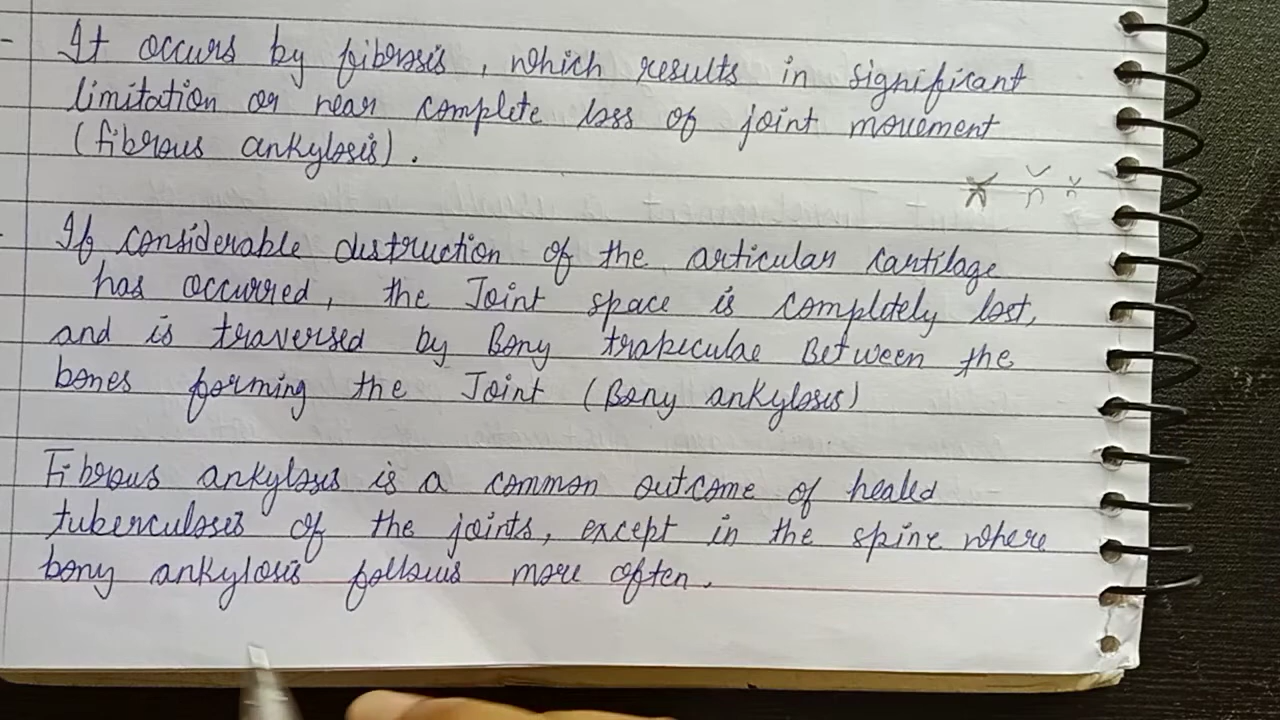 - It occurs by fibrosis, which results in significant
limitation or near complete loss of joint movement
(fibrous ankylosis).
- If considerable destruction of the articular cartilage
has occurred, the Joint space is completely lost,
and is traversed by Bony trabeculae Between the
bones forming the Joint (Bony ankylosis)
Fibrous ankylosis is a common outcome of healed
tuberculosis of the joints, except in the spine where
bony ankylosis follows more often.